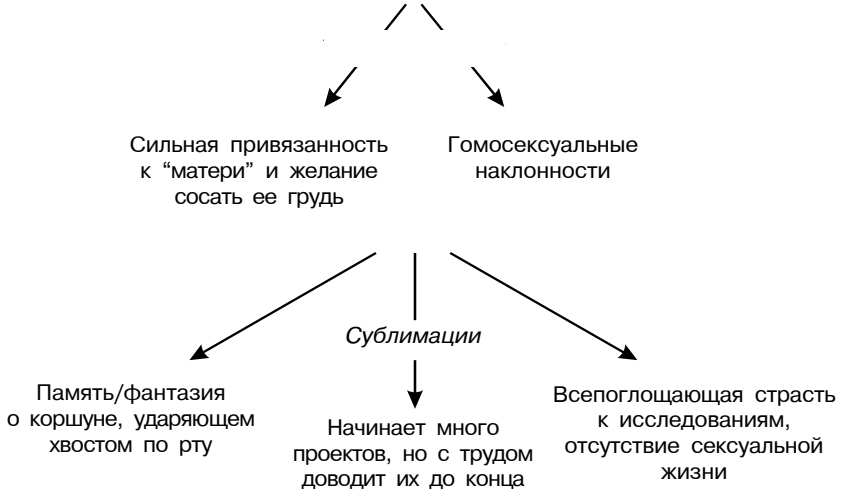 Сильная привязанность
к “матери” и желание
сосать ее грудь
Гомосексуальные
наклонности
Сублимации
Память/фантазия
о коршуне, ударяющем
хвостом по рту
Начинает много
проектов, но с трудом
доводит их до конца
Всепоглощающая страсть
к исследованиям,
отсутствие сексуальной
жизни